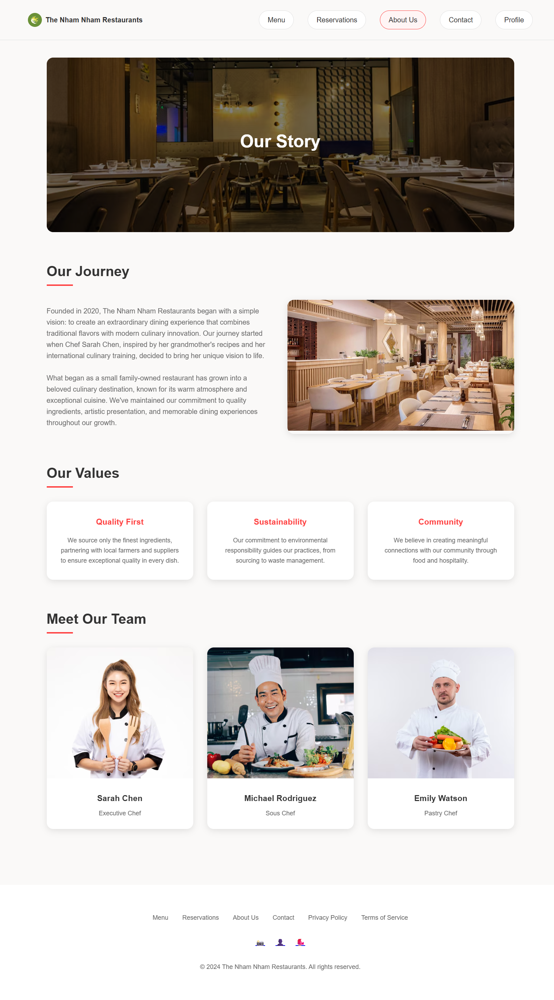 The Nham Nham Restaurants
Menu
Reservations
About Us
Contact
Profile
Our Story
Our Journey
Founded in 2020, The Nham Nham Restaurants began with a simple
vision: to create an extraordinary dining experience that combines
traditional flavors with modern culinary innovation. Our journey started
when Chef Sarah Chen, inspired by her grandmother's recipes and her
international culinary training, decided to bring her unique vision to life.
What began as a small family-owned restaurant has grown into a
beloved culinary destination, known for its warm atmosphere and
exceptional cuisine. We've maintained our commitment to quality
ingredients, artistic presentation, and memorable dining experiences
throughout our growth.
Our Values
Quality First
We source only the finest ingredients,
partnering with local farmers and suppliers
to ensure exceptional quality in every dish.
Sustainability
Our commitment to environmental
responsibility guides our practices, from
sourcing to waste management.
Community
We believe in creating meaningful
connections with our community through
food and hospitality.
Meet Our Team
Sarah Chen
Executive Chef
Michael Rodriguez
Sous Chef
Emily Watson
Pastry Chef
Menu
Reservations
About Us
Contact
Privacy Policy
Terms of Service
© 2024 The Nham Nham Restaurants. All rights reserved.